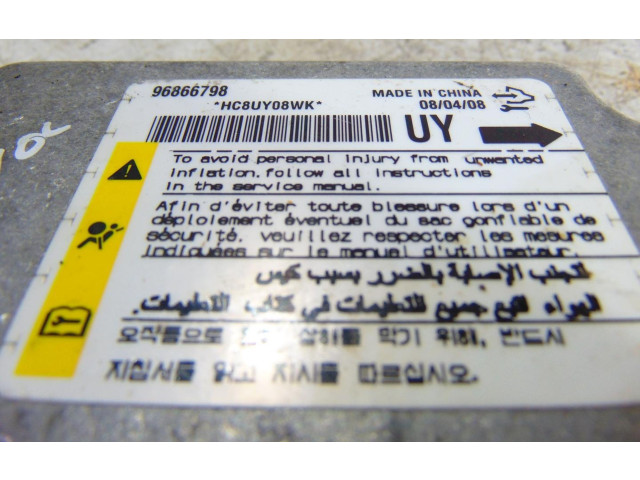 96866798
MADE IN CHINA
*HC8UY08WK*
08/04/08
UY
To avoid personal injury from unwanted
inflation. follow all instructions
in the service manual.
Afin d'éviter toute blessure lors d'un
déploiement éventuel du sac gonflable de
sécurité, veuillez respecter les mesures
indiquées sur le manuel d'utilisateur.
لتجنب الإصابة بالضرر بسبب كيس
الهواء اتبع جميع التعليمات في كتاب التعليمات.
오작동으로 인한 상해를 막기 위해, 반드시
지침서를 읽고 지시를 따르십시오.